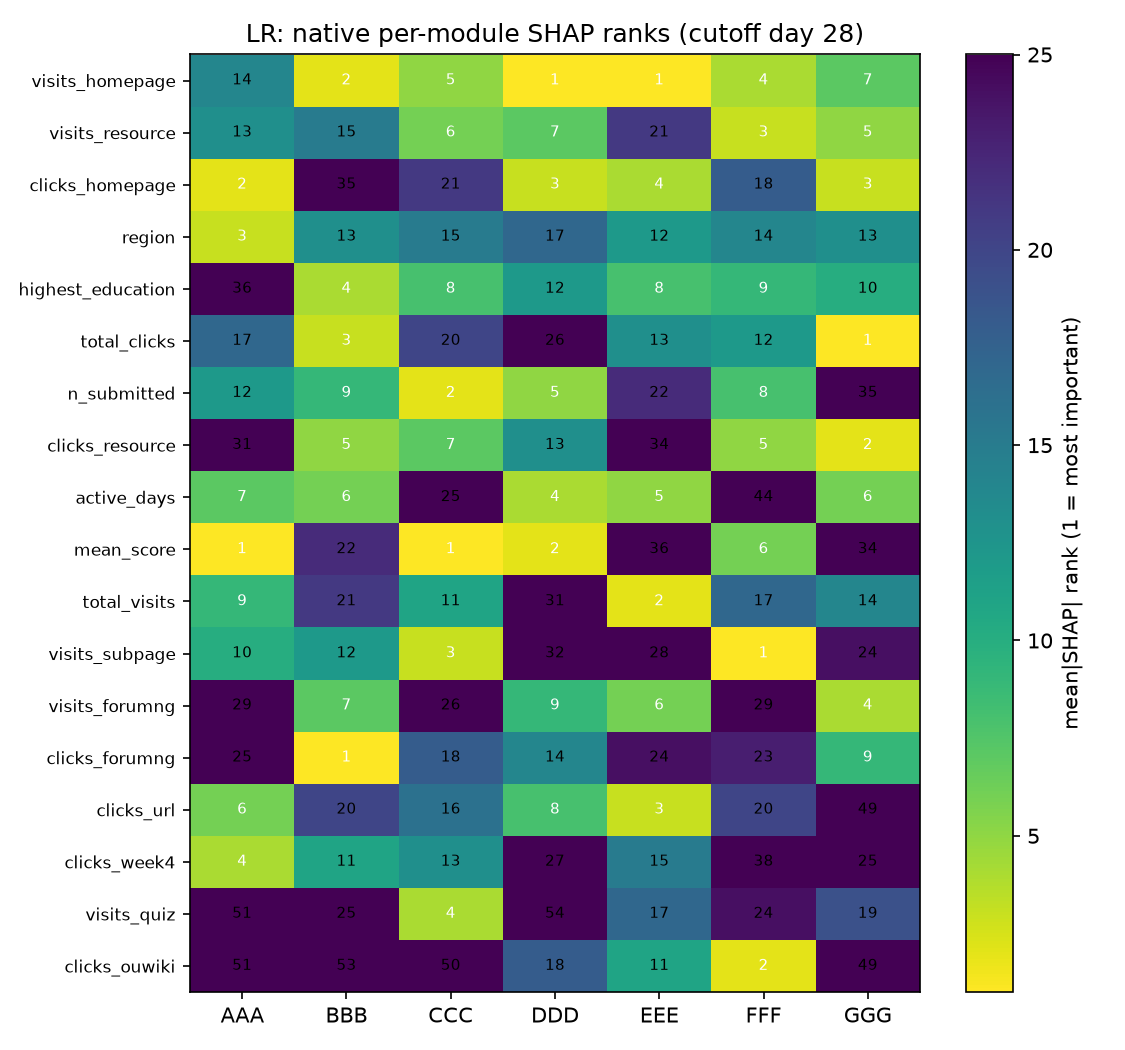 LR: native per-module SHAP ranks (cutoff day 28)
visits_homepage 14 2 5 1 1 4 7
visits_resource 13 15 6 7 21 3 5
clicks_homepage 2 35 21 3 4 18 3
region 3 13 15 17 12 14 13
highest_education 36 4 8 12 8 9 10
total_clicks 17 3 20 26 13 12 1
n_submitted 12 9 2 5 22 8 35
clicks_resource 31 5 7 13 34 5 2
active_days 7 6 25 4 5 44 6
mean_score 1 22 1 2 36 6 34
total_visits 9 21 11 31 2 17 14
visits_subpage 10 12 3 32 28 1 24
visits_forumng 29 7 26 9 6 29 4
clicks_forumng 25 1 18 14 24 23 9
clicks_url 6 20 16 8 3 20 49
clicks_week4 4 11 13 27 15 38 25
visits_quiz 51 25 4 54 17 24 19
clicks_ouwiki 51 53 50 18 11 2 49
AAA BBB CCC DDD EEE FFF GGG
25
20
15
10
5
mean|SHAP| rank (1 = most important)